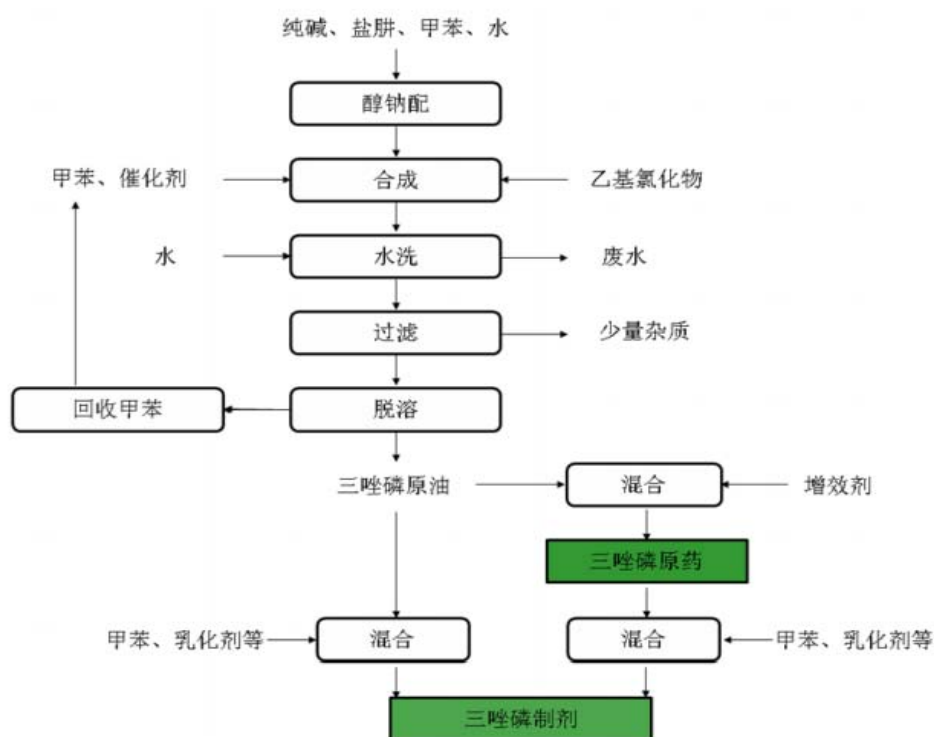 纯碱、盐肼、甲苯、水
醇钠配
甲苯、催化剂
合成
乙基氯化物
水
水洗
废水
过滤
少量杂质
回收甲苯
脱溶
三唑磷原油
混合
增效剂
三唑磷原药
甲苯、乳化剂等
混合
混合
甲苯、乳化剂等
三唑磷制剂